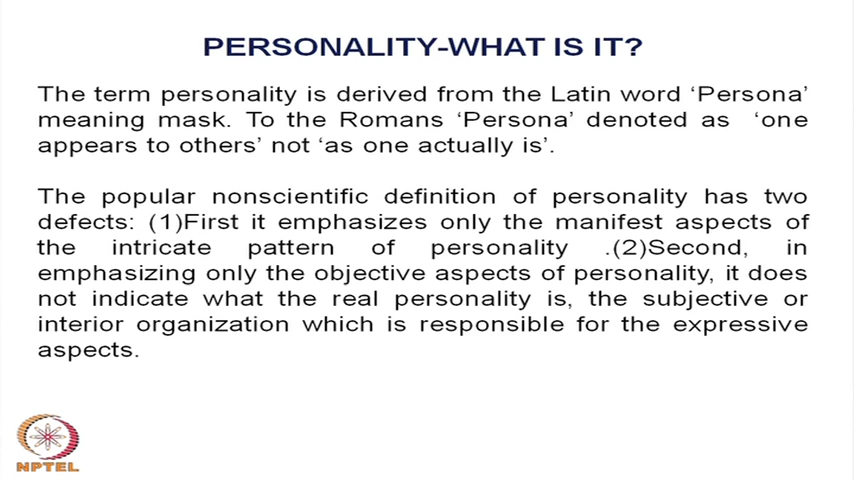 PERSONALITY-WHAT IS IT?
The term personality is derived from the Latin word ‘Persona’
meaning mask. To the Romans ‘Persona’ denoted as ‘one
appears to others’ not ‘as one actually is’.
The popular nonscientific definition of personality has two
defects: (1)First it emphasizes only the manifest aspects of
the intricate pattern of personality .(2)Second, in
emphasizing only the objective aspects of personality, it does
not indicate what the real personality is, the subjective or
interior organization which is responsible for the expressive
aspects.
NPTEL